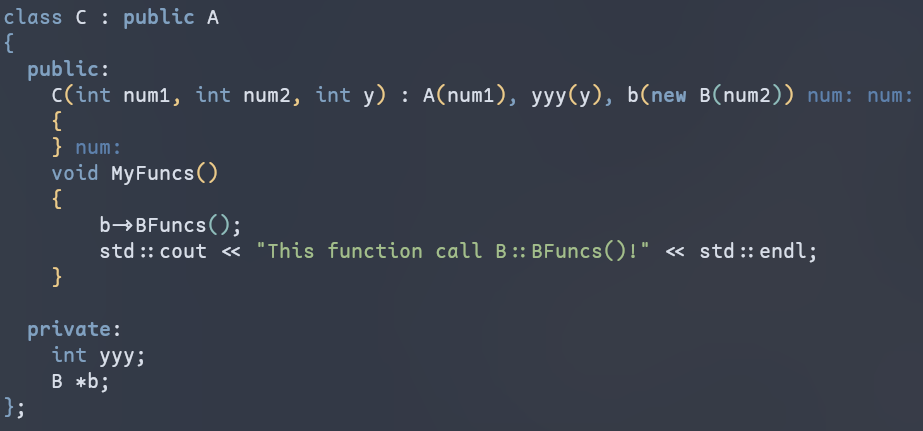 class C : public A
{
  public:
    C(int num1, int num2, int y) : A(num1), yyy(y), b(new B(num2)) num: num:
    {
    } num:
    void MyFuncs()
    {
        b->BFuncs();
        std::cout << "This function call B::BFuncs()!" << std::endl;
    }

  private:
    int yyy;
    B *b;
};